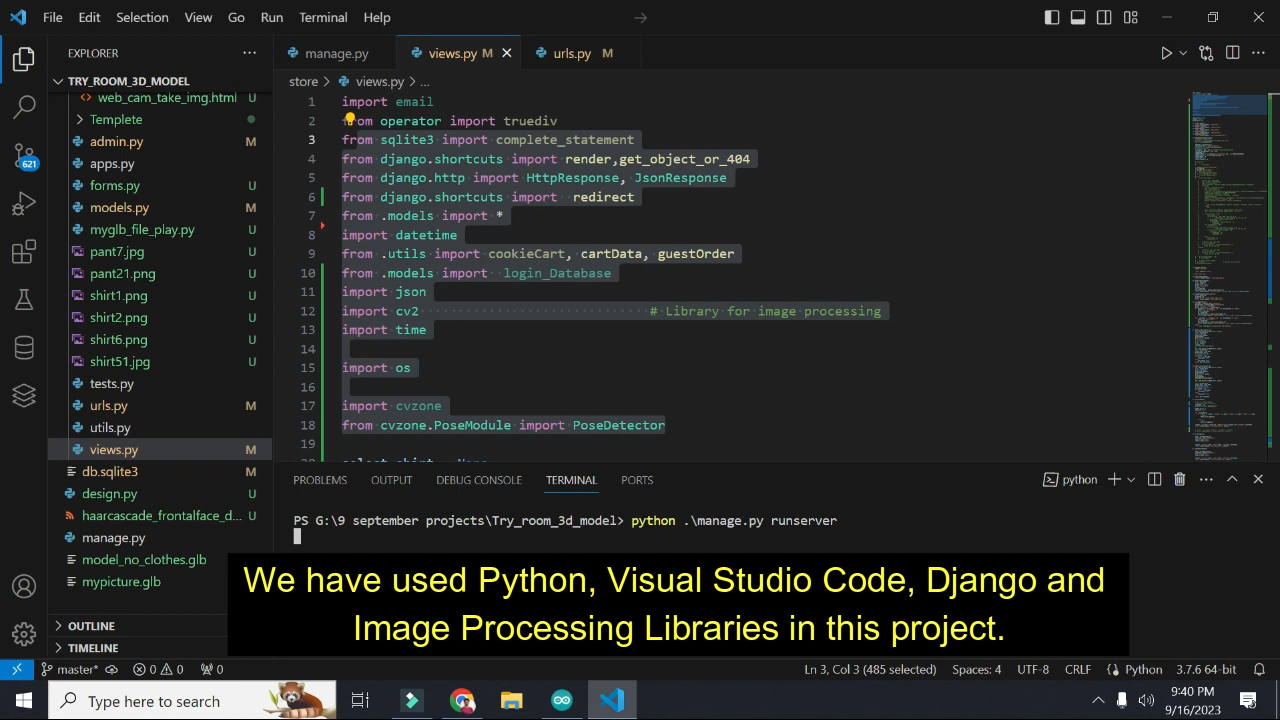 File Edit Selection View Go Run Terminal Help
EXPLORER
manage.py
views.py M
urls.py M
TRY_ROOM_3D_MODEL
store > views.py > ...
web_cam_take_img.html U
Templete
admin.py M
apps.py
forms.py U
models.py M
myglb_file_play.py U
pant7.jpg U
pant21.png U
shirt1.png U
shirt2.png U
shirt6.png U
shirt51.jpg U
tests.py
urls.py M
utils.py
views.py M
db.sqlite3 M
design.py U
haarcascade_frontalface_d... U
manage.py
model_no_clothes.glb U
mypicture.glb U
OUTLINE
TIMELINE
621
1 import email
2 from operator import truediv
3 from sqlite3 import complete_statement
4 from django.shortcuts import render,get_object_or_404
5 from django.http import HttpResponse, JsonResponse
6 from django.shortcuts import redirect
7 from .models import *
8 import datetime
9 from .utils import cookieCart, cartData, guestOrder
10 from .models import login_Database
11 import json
12 import cv2 # Library for image processing
13 import time
14
15 import os
16
17 import cvzone
18 from cvzone.PoseModule import PoseDetector
19
PROBLEMS OUTPUT DEBUG CONSOLE TERMINAL PORTS
python
PS G:\9 september projects\Try_room_3d_model> python .\manage.py runserver
We have used Python, Visual Studio Code, Django and
Image Processing Libraries in this project.
master* 0 0 0 Ln 3, Col 3 (485 selected) Spaces: 4 UTF-8 CRLF Python 3.7.6 64-bit
Type here to search
9:40 PM
9/16/2023